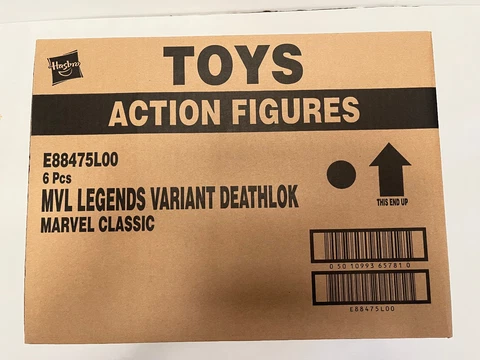 Hasbro
TOYS
ACTION FIGURES
E88475L00
6 Pcs
MVL LEGENDS VARIANT DEATHLOK
MARVEL CLASSIC
THIS END UP
0 50 10993 65781 0
E88475L00